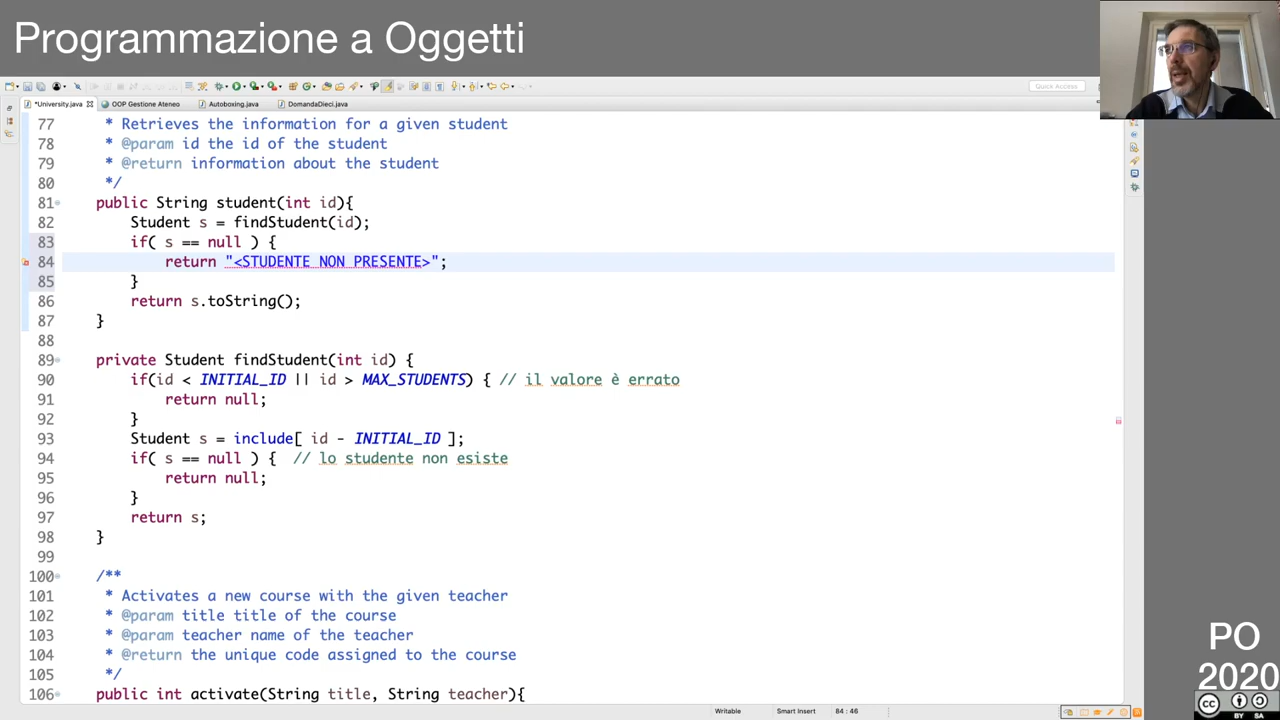 Programmazione a Oggetti
Quick Access
*University.java
OOP Gestione Ateneo
Autoboxing.java
DomandaDieci.java
77 * Retrieves the information for a given student
78 * @param id the id of the student
79 * @return information about the student
80 */
81 public String student(int id){
82 Student s = findStudent(id);
83 if( s == null ) {
84 return "<STUDENTE NON PRESENTE>";
85 }
86 return s.toString();
87 }
88
89 private Student findStudent(int id) {
90 if(id < INITIAL_ID || id > MAX_STUDENTS) { // il valore è errato
91 return null;
92 }
93 Student s = include[ id - INITIAL_ID ];
94 if( s == null ) { // lo studente non esiste
95 return null;
96 }
97 return s;
98 }
99
100 /**
101 * Activates a new course with the given teacher
102 * @param title title of the course
103 * @param teacher name of the teacher
104 * @return the unique code assigned to the course
105 */
106 public int activate(String title, String teacher){
Writable
Smart Insert
84 : 46
PO
2020
CC
BY SA